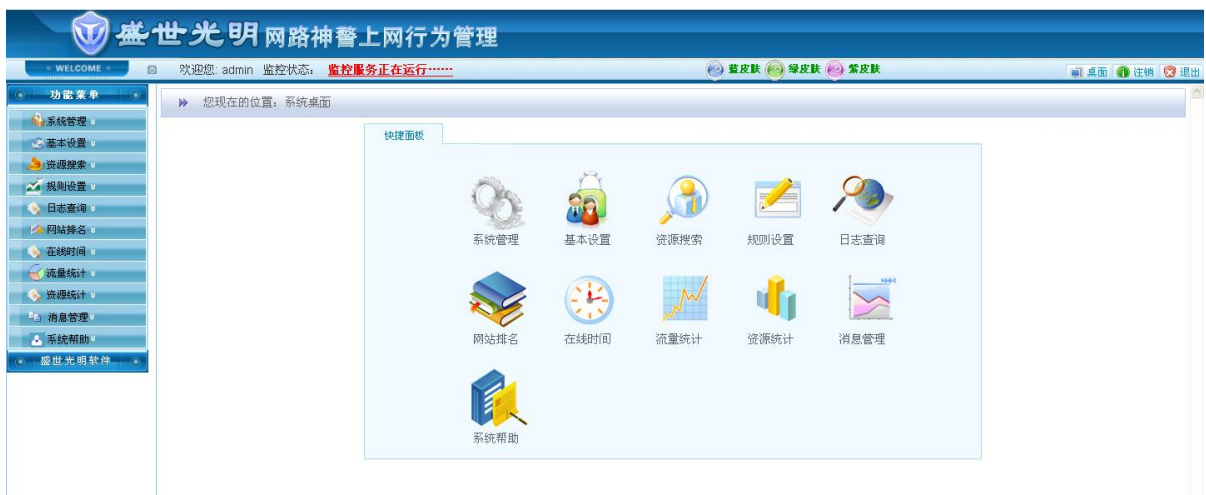 盛世光明 网路神警上网行为管理
= WELCOME = 欢迎您: admin 监控状态: 监控服务正在运行…… 蓝皮肤 绿皮肤 紫皮肤 桌面 注销 退出
功能菜单
您现在的位置：系统桌面
系统管理
基本设置
资源搜索
规则设置
日志查询
网站排名
在线时间
流量统计
资源统计
消息管理
系统帮助
盛世光明软件
快捷面板
系统管理 基本设置 资源搜索 规则设置 日志查询
网站排名 在线时间 流量统计 资源统计 消息管理
系统帮助